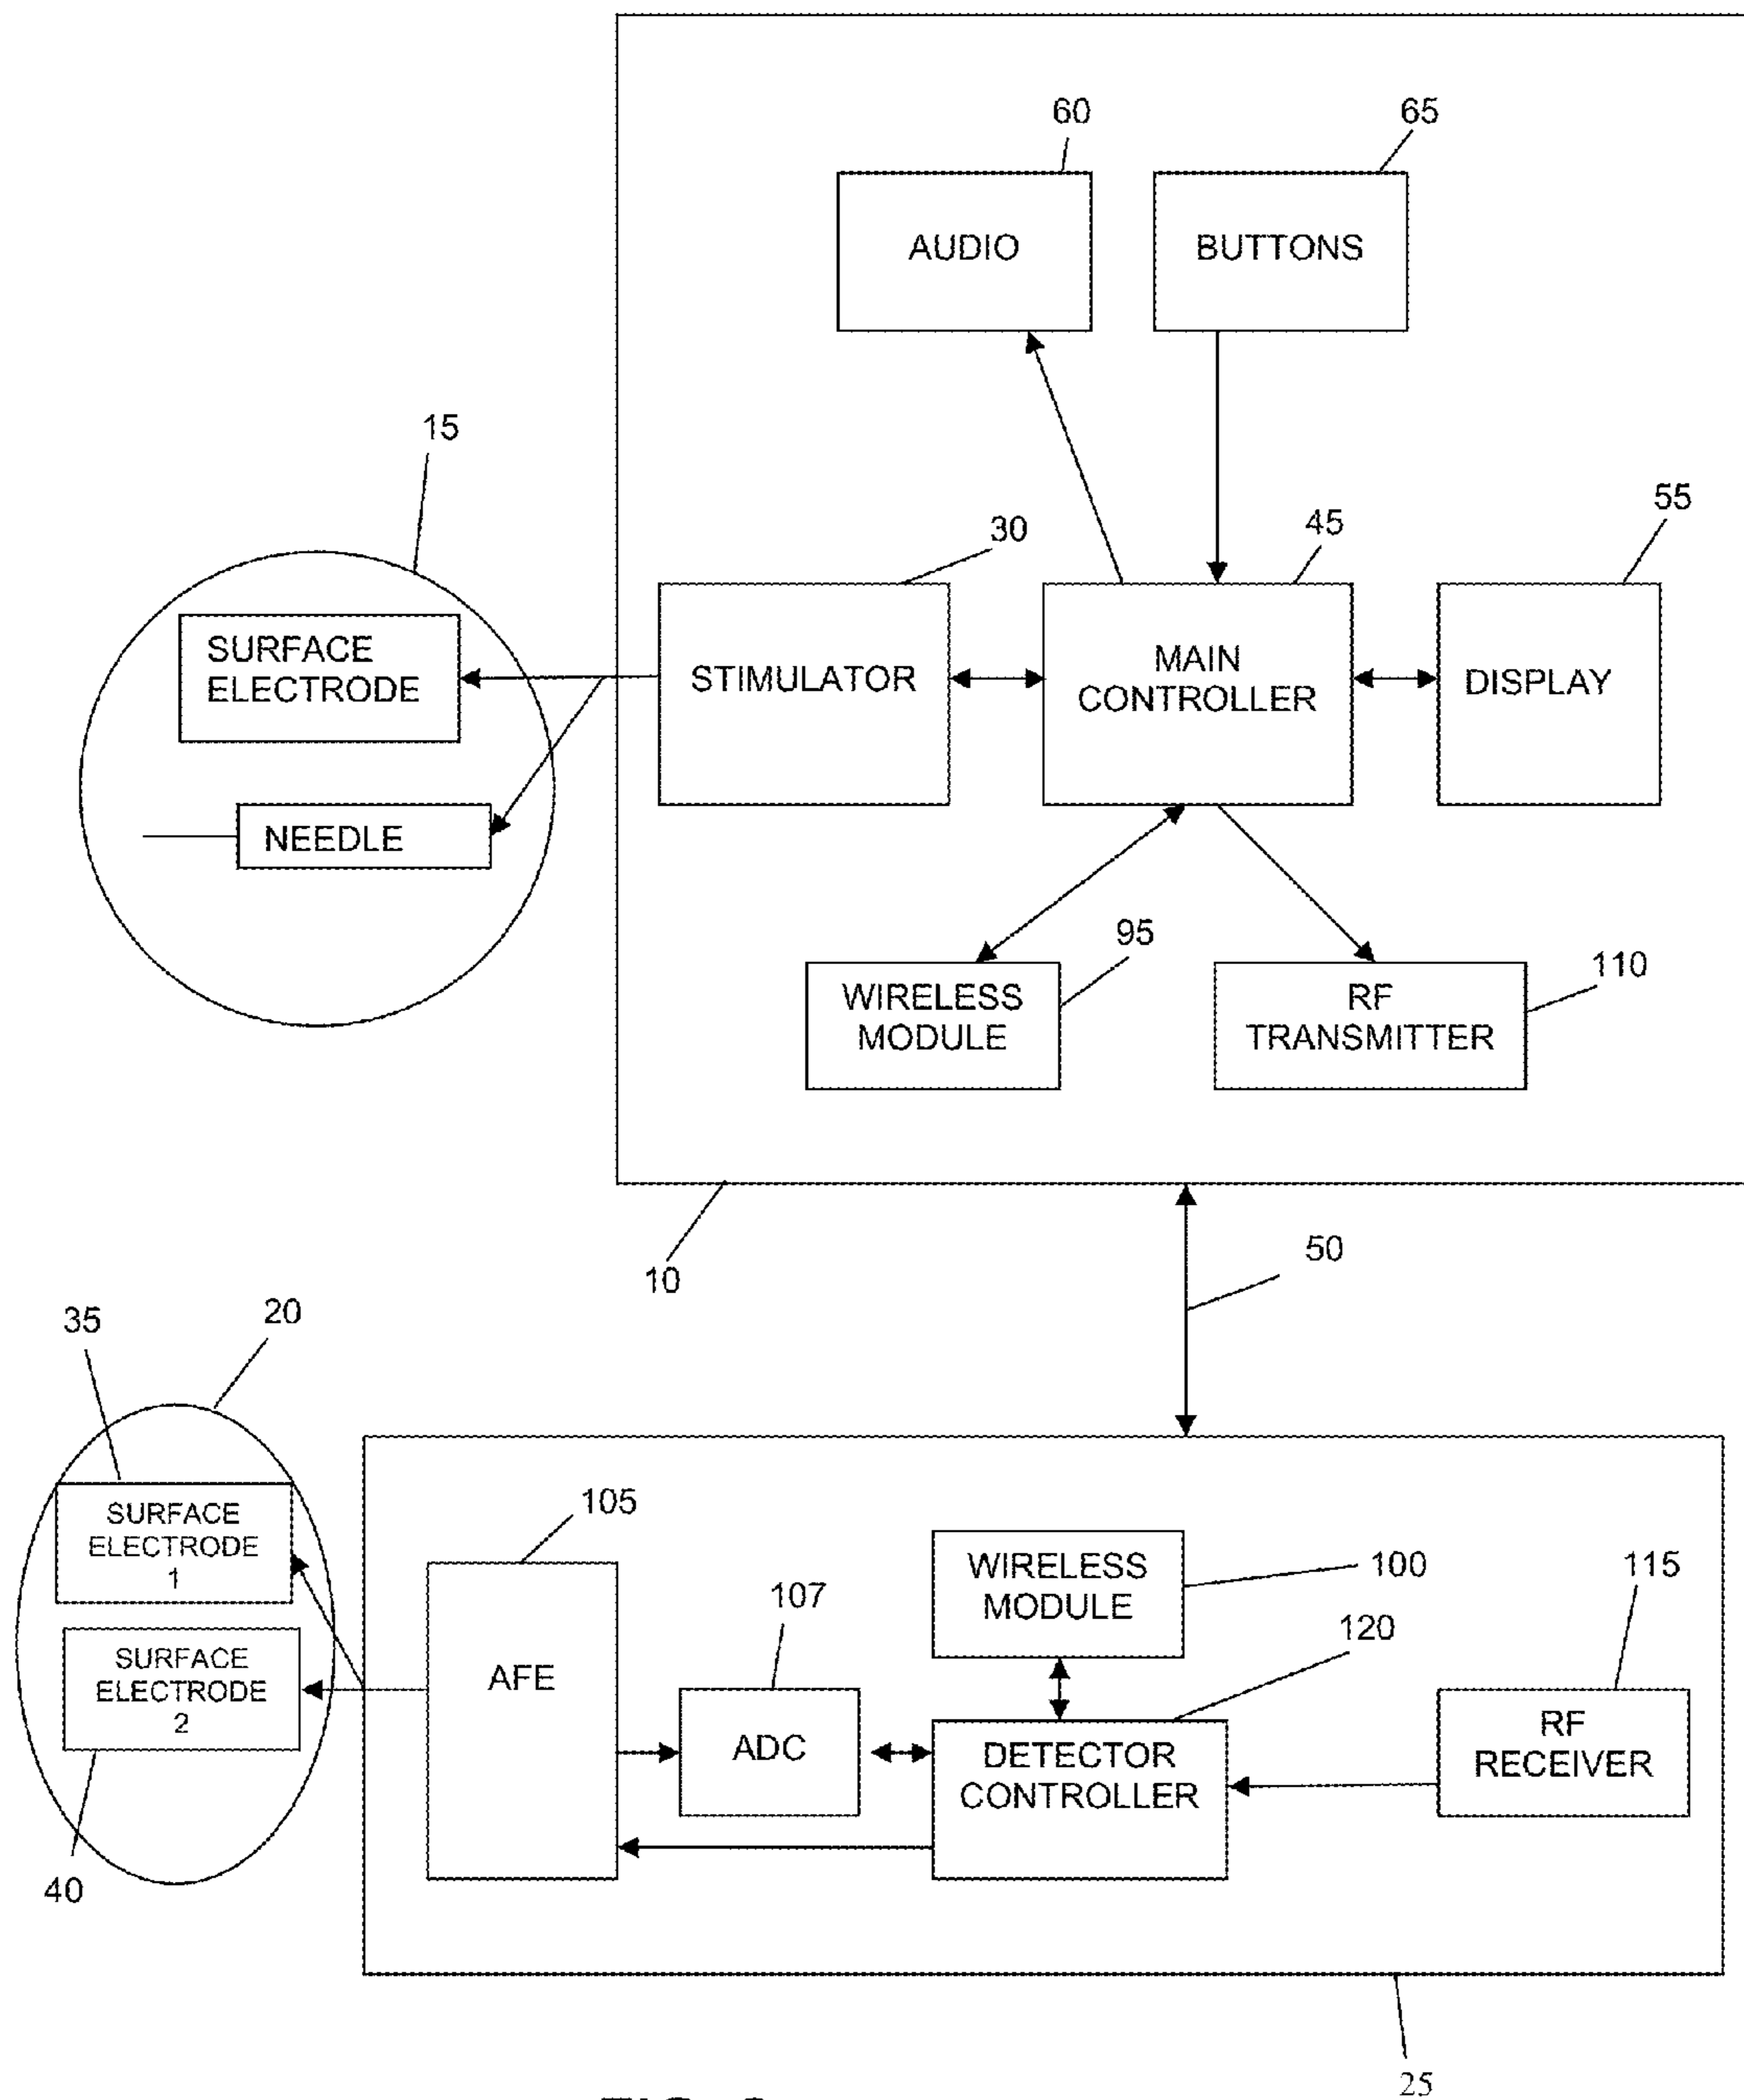 60
65
AUDIO
BUTTONS
15
30
45
55
SURFACE
ELECTRODE
STIMULATOR
MAIN
CONTROLLER
DISPLAY
NEEDLE
95
110
WIRELESS
MODULE
RF
TRANSMITTER
10
50
35
20
SURFACE
ELECTRODE
1
SURFACE
ELECTRODE
2
40
105
AFE
107
ADC
WIRELESS
MODULE
100
120
DETECTOR
CONTROLLER
115
RF
RECEIVER
25